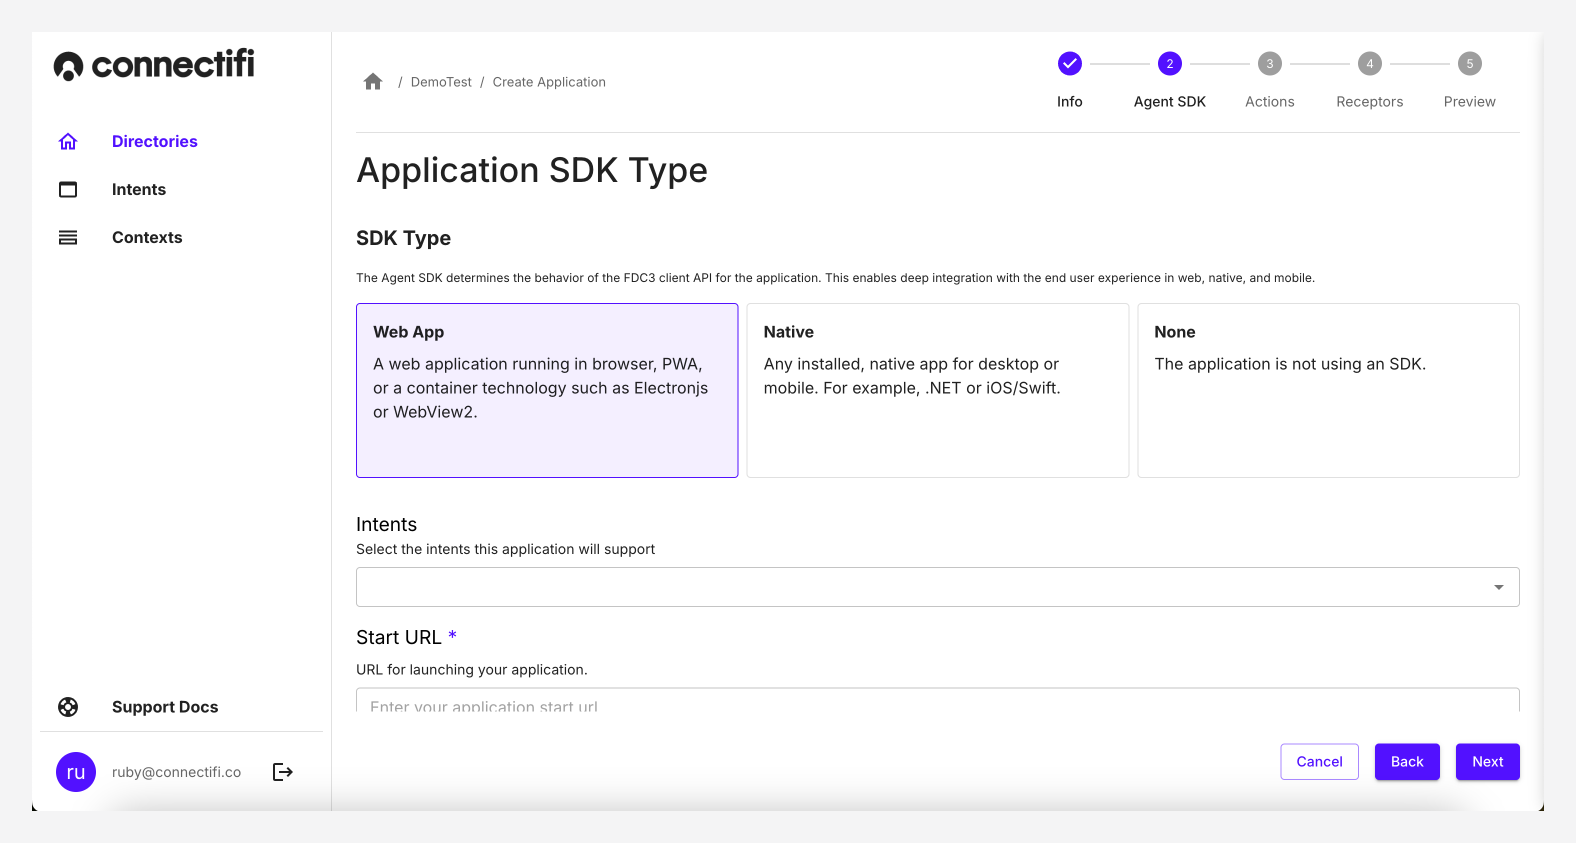 connectifi
Directories
Intents
Contexts
Support Docs
ru
ruby@connectifi.co
/ DemoTest / Create Application
2
3
4
5
Info
Agent SDK
Actions
Receptors
Preview
Application SDK Type
SDK Type
The Agent SDK determines the behavior of the FDC3 client API for the application. This enables deep integration with the end user experience in web, native, and mobile.
Web App
A web application running in browser, PWA,
or a container technology such as Electronjs
or WebView2.
Native
Any installed, native app for desktop or
mobile. For example, .NET or iOS/Swift.
None
The application is not using an SDK.
Intents
Select the intents this application will support
Start URL *
URL for launching your application.
Enter your application start url
Cancel
Back
Next